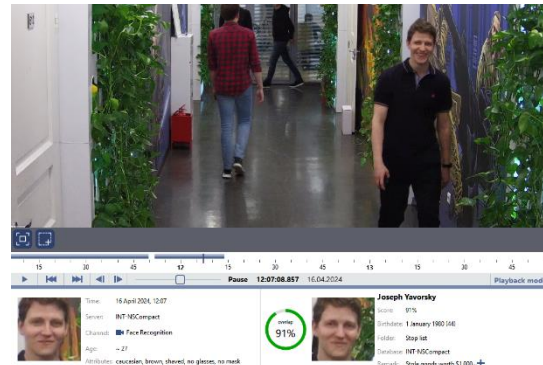 15 30 45 12 15 30 45 13 15 30 45
Pause 12:07:08.857 16.04.2024 Playback mod
Time: 16 April 2024, 12:07
Server: INT-NSCompact
Channel: Face Recognition
Age: ~ 27
Attributes: caucasian, brown, shaved, no glasses, no mask
overlap
91%
Joseph Yavorsky
Score: 91%
Birthdate: 1 January 1980 (44)
Folder: Stop list
Database: INT-NSCompact
Remark: Stole goods worth $1,000